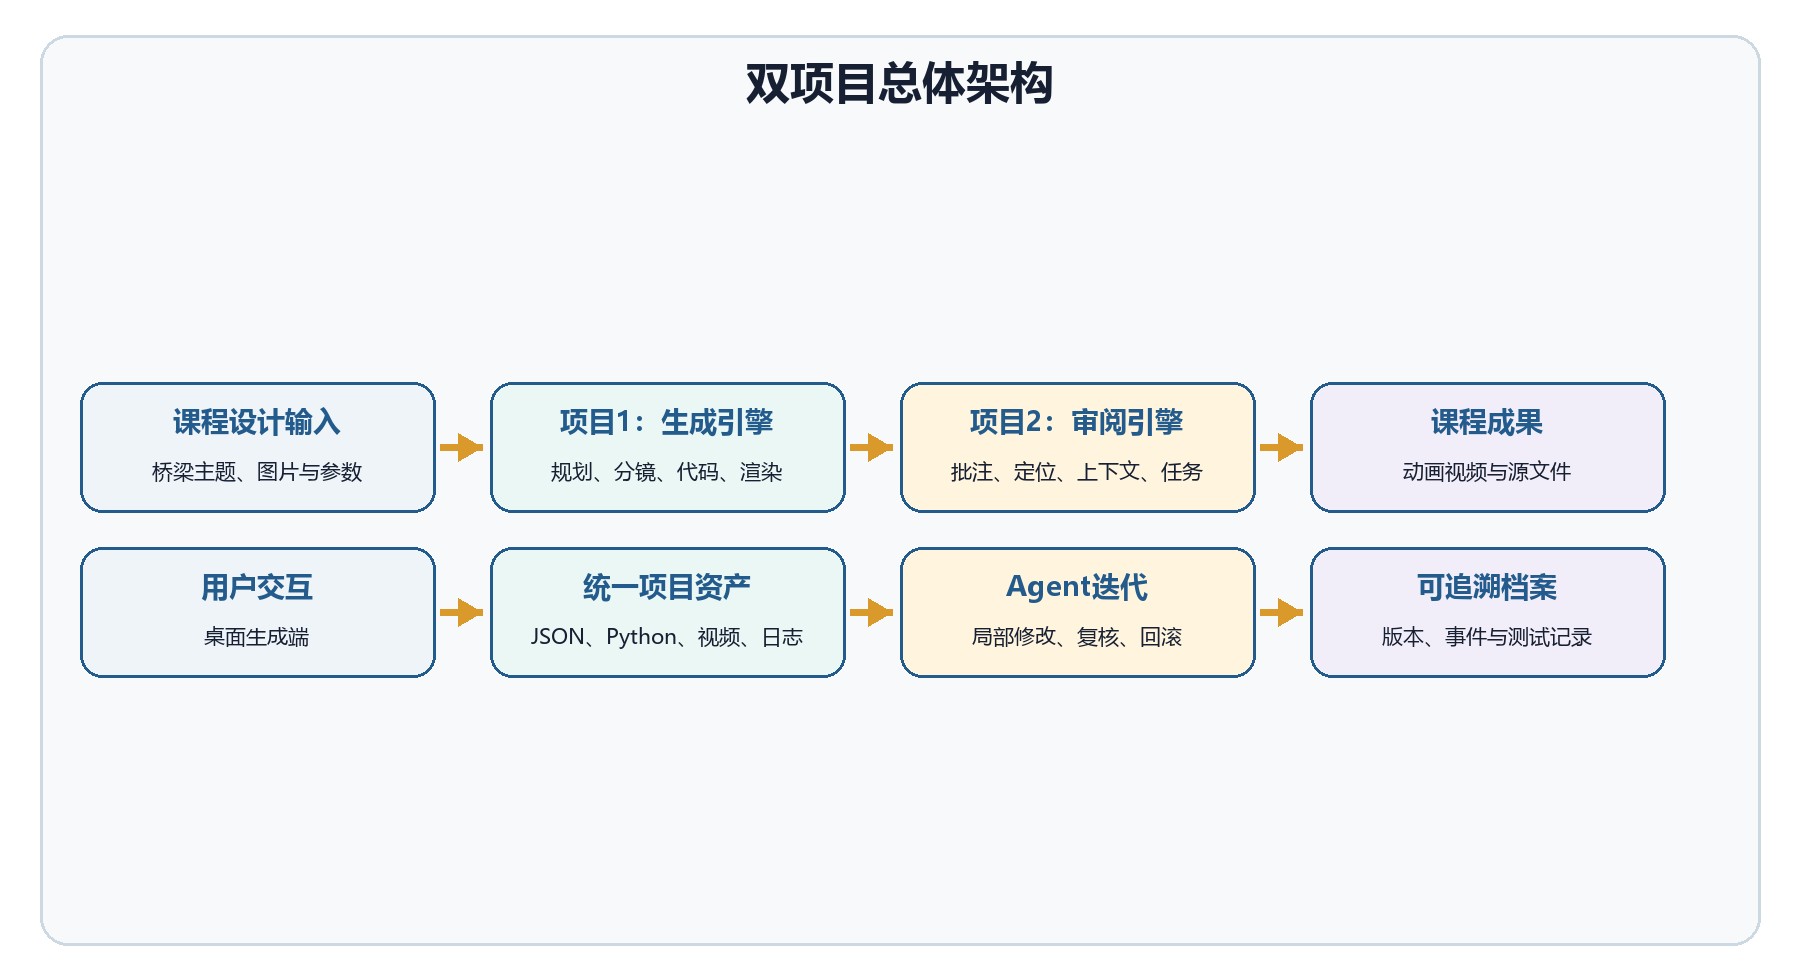 双项目总体架构
课程设计输入
桥梁主题、图片与参数
项目1：生成引擎
规划、分镜、代码、渲染
项目2：审阅引擎
批注、定位、上下文、任务
课程成果
动画视频与源文件
用户交互
桌面生成端
统一项目资产
JSON、Python、视频、日志
Agent迭代
局部修改、复核、回滚
可追溯档案
版本、事件与测试记录